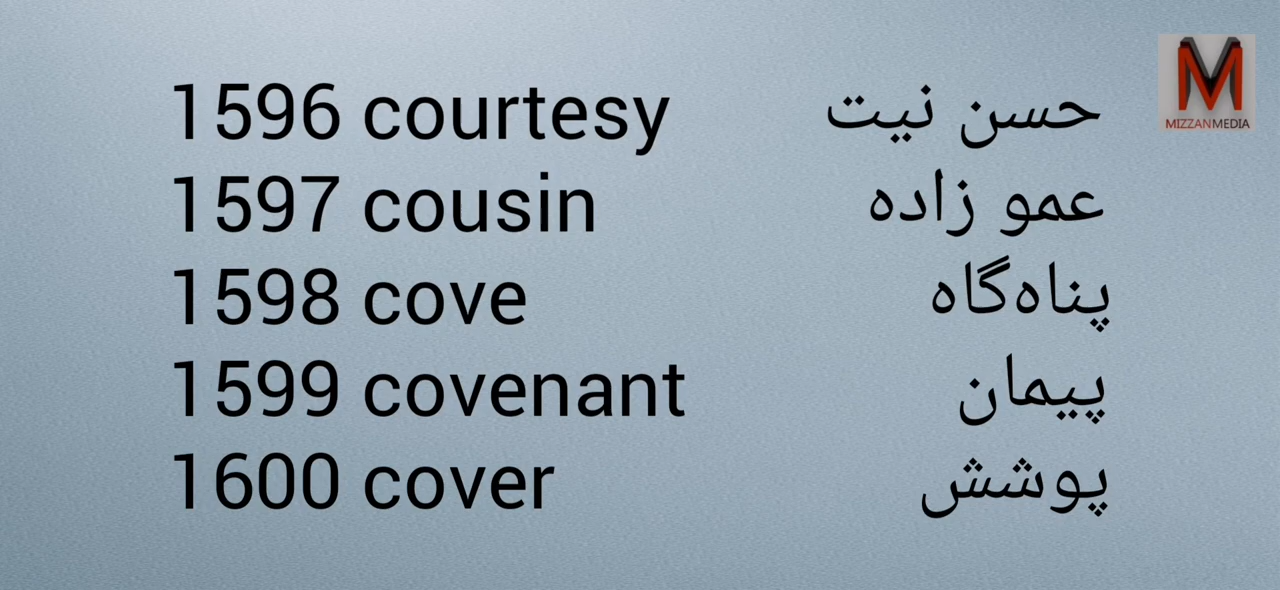 1596 courtesy حسن نیت
1597 cousin عمو زاده
1598 cove پناه‌گاه
1599 covenant پیمان
1600 cover پوشش
MIZZANMEDIA